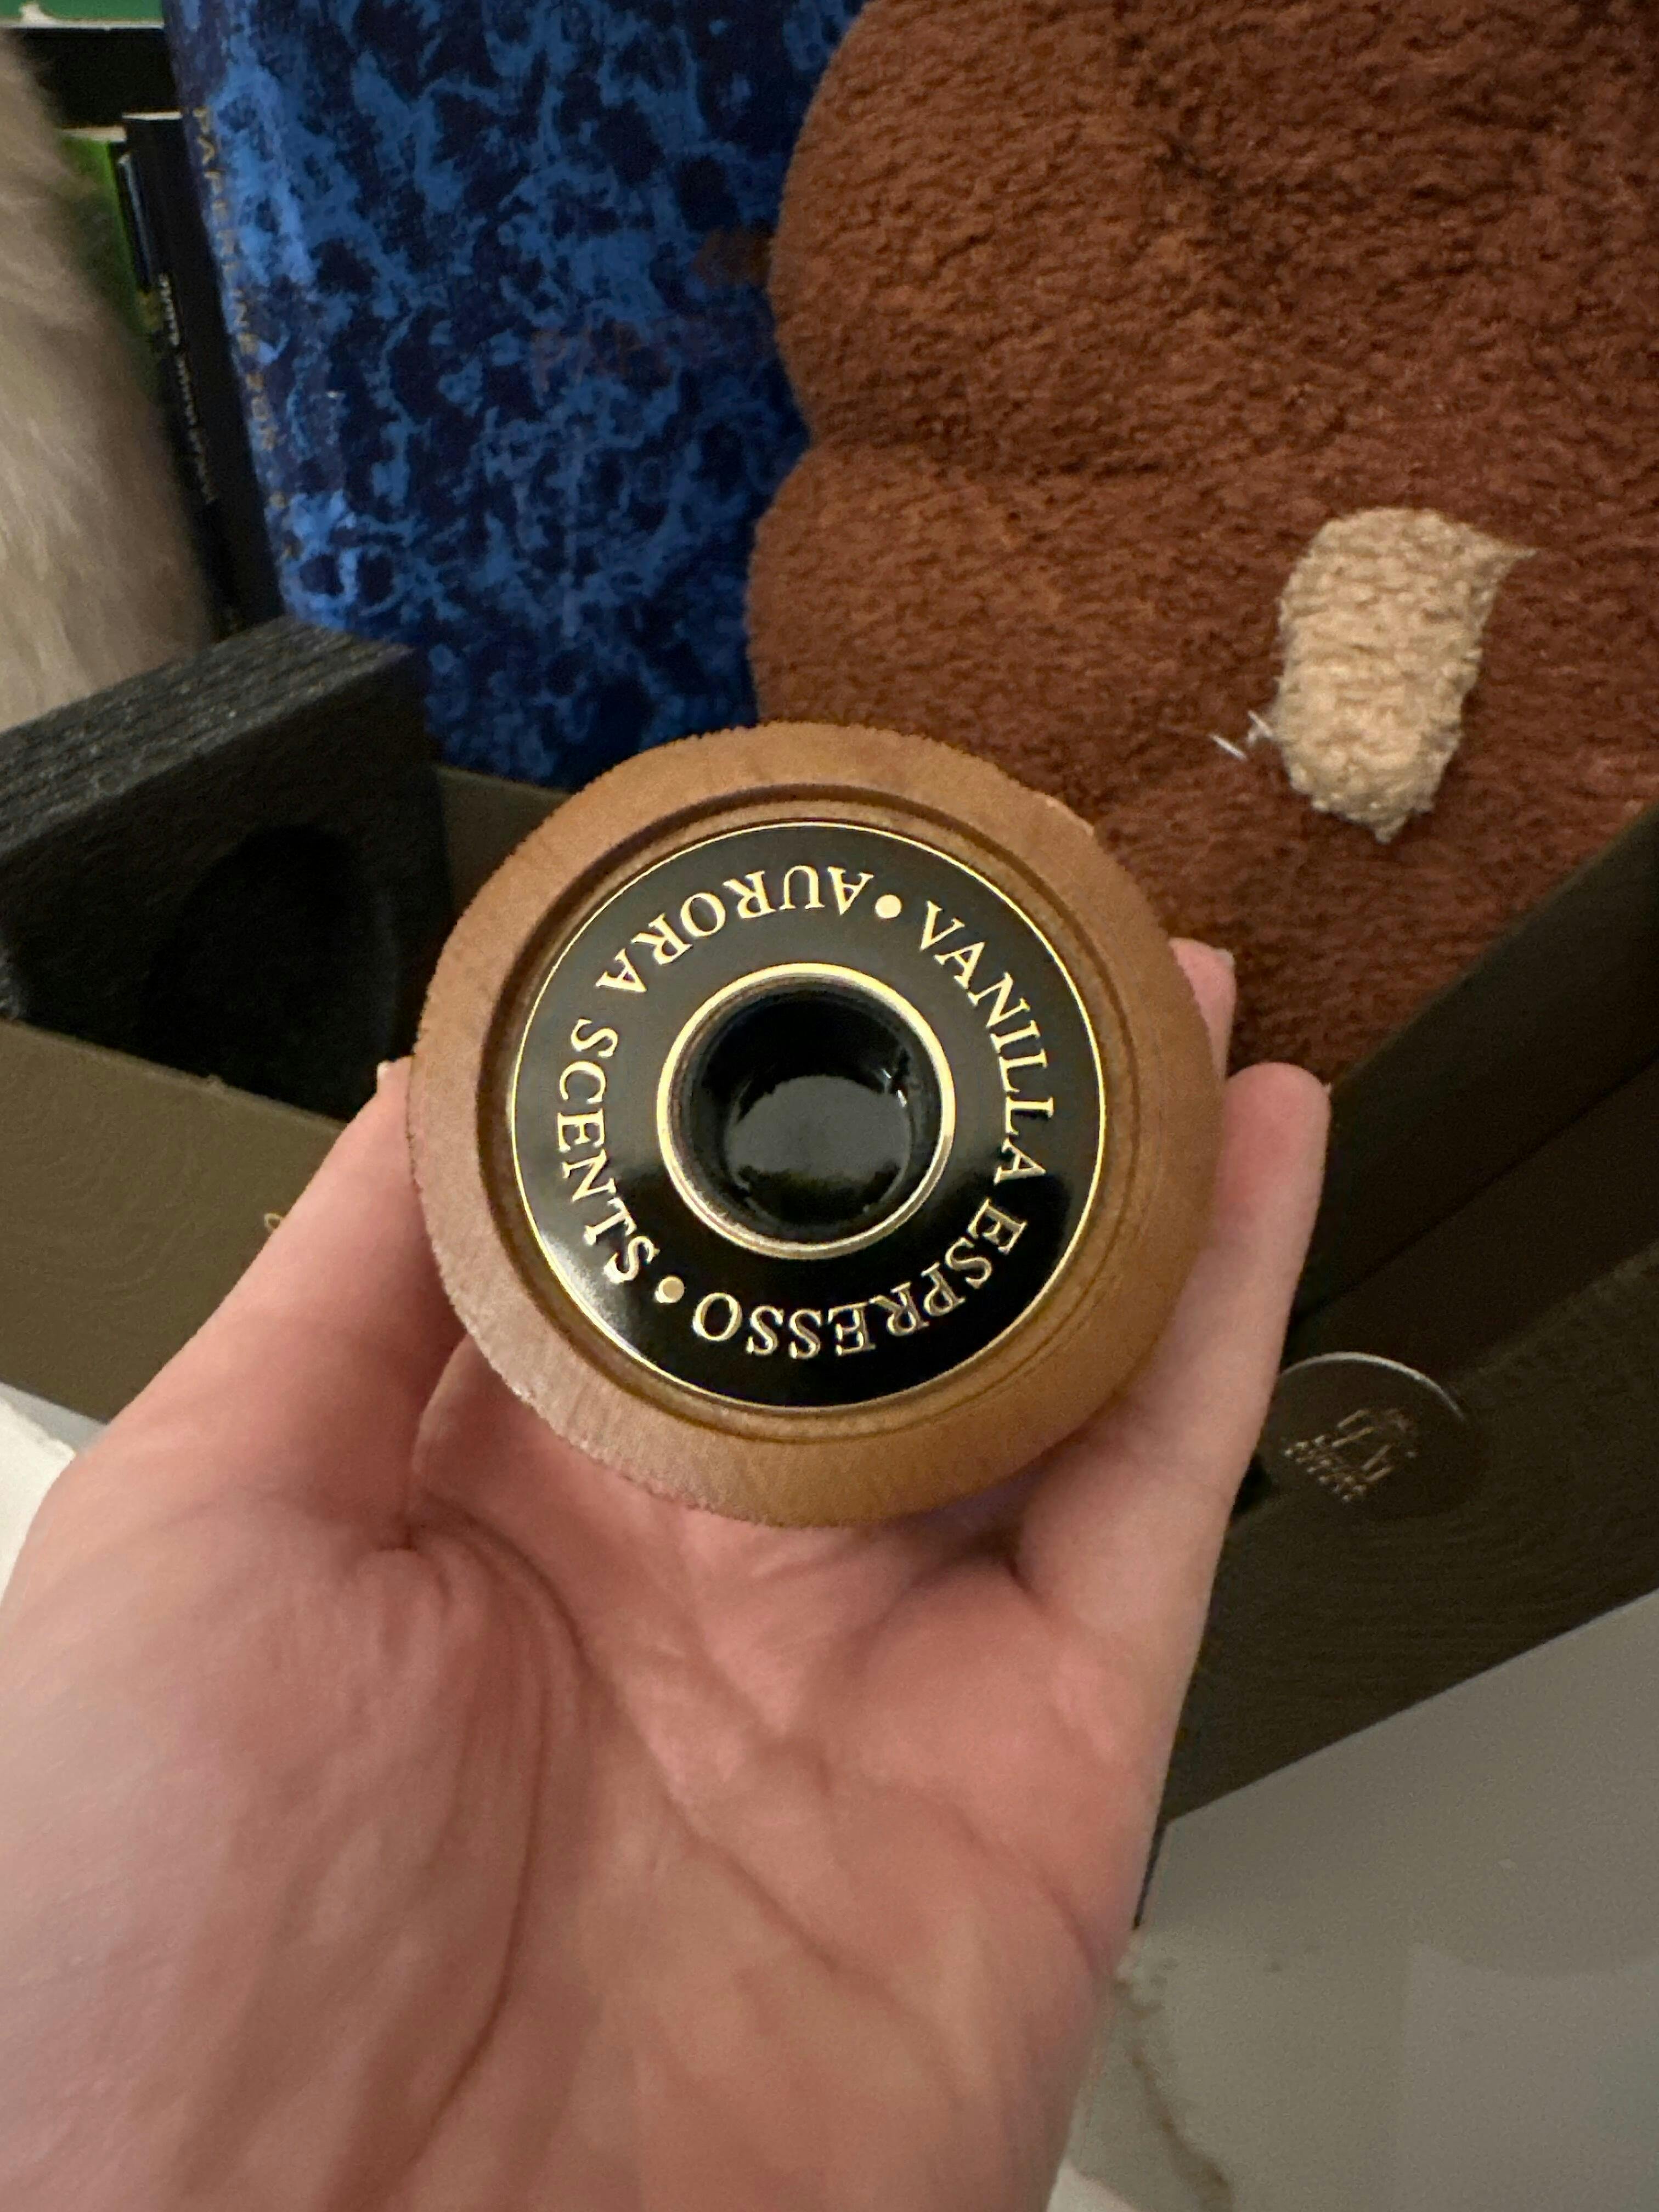 AURORA SCENTS • VANILLA ESPRESSO •